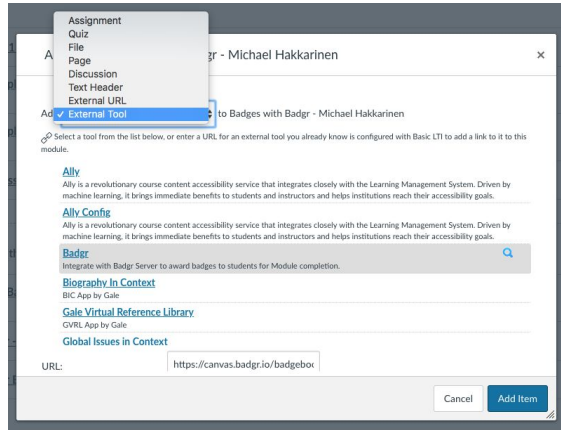 Assignment
Quiz
File
Page
Discussion
Text Header
External URL
✓ External Tool
gr - Michael Hakkarinen
×
Ad
to Badges with Badgr - Michael Hakkarinen
Select a tool from the list below, or enter a URL for an external tool you already know is configured with Basic LTI to add a link to it to this
module.
Ally
Ally is a revolutionary course content accessibility service that integrates closely with the Learning Management System. Driven by
machine learning, it brings immediate benefits to students and instructors and helps institutions reach their accessibility goals.
Ally Config
Ally is a revolutionary course content accessibility service that integrates closely with the Learning Management System. Driven by
machine learning, it brings immediate benefits to students and instructors and helps institutions reach their accessibility goals.
Badgr
Integrate with Badgr Server to award badges to students for Module completion.
Biography In Context
BIC App by Gale
Gale Virtual Reference Library
GVRL App by Gale
Global Issues in Context
URL:
https://canvas.badgr.io/badgeboo
Cancel
Add Item